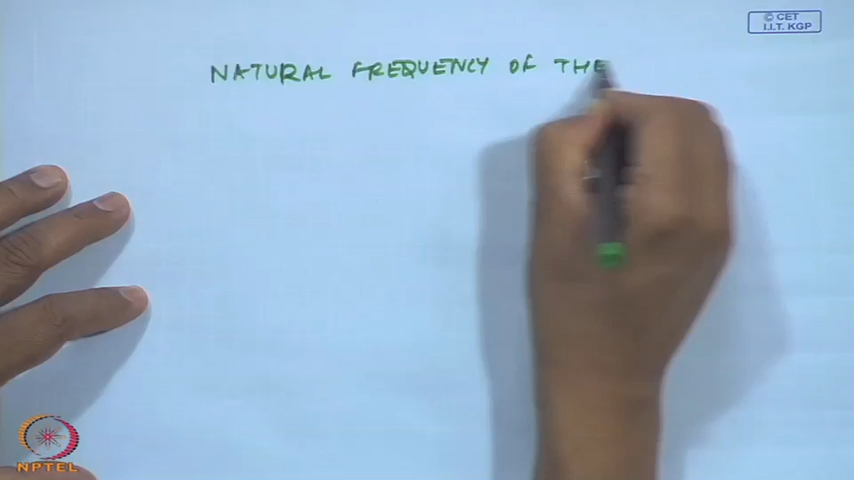 © CET
I.I.T. KGP
NATURAL FREQUENCY OF THE
NPTEL